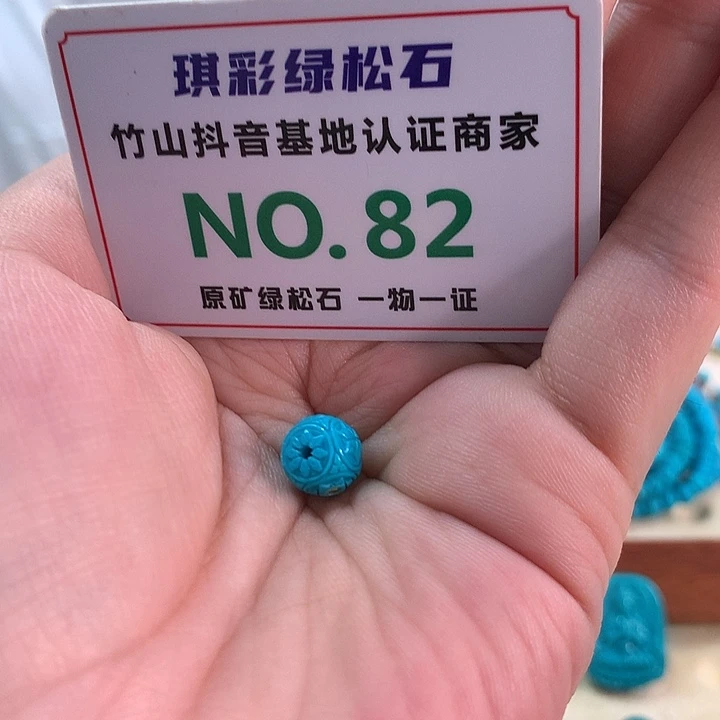 琪彩绿松石
竹山抖音基地认证商家
NO.82
原矿绿松石 一物一证